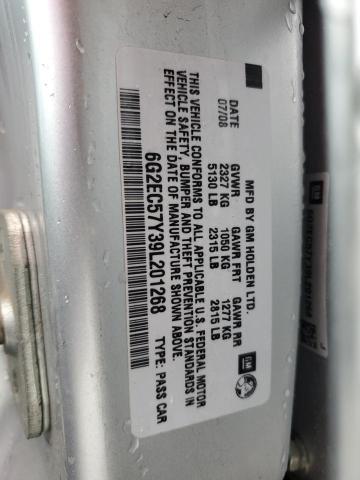 MFD BY GM HOLDEN LTD.
DATE GVWR GAWR FRT GAWR RR
07/08 2327 KG 1050 KG 1277 KG
5130 LB 2315 LB 2815 LB
GM
THIS VEHICLE CONFORMS TO ALL APPLICABLE U.S. FEDERAL MOTOR
VEHICLE SAFETY, BUMPER AND THEFT PREVENTION STANDARDS IN
EFFECT ON THE DATE OF MANUFACTURE SHOWN ABOVE.
6G2EC57Y39L201268 TYPE: PASS CAR
GM